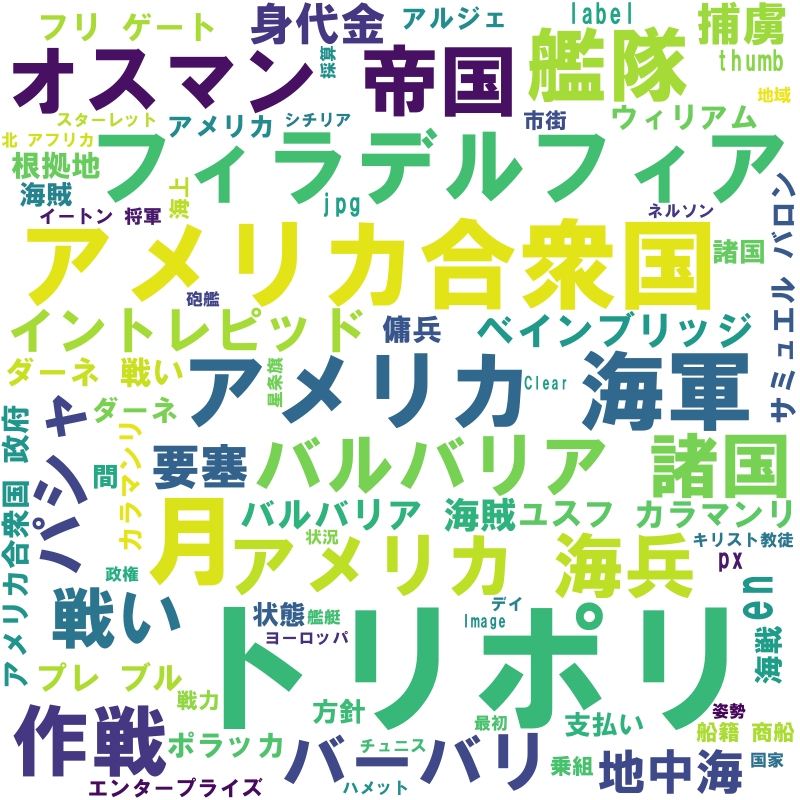 フリ ゲート
身代金
アルジェ
label
捕虜
オスマン 帝国
採算
艦隊
thumb
地域
スターレット
アメリカ
シチリア
市街
ウィリアム
北 アフリカ
根拠地
フィラデルフィア
海賊
海上
jpg
イートン 将軍
ネルソン
サミュエル バロン
アメリカ合衆国
諸国
砲艦
イントレピッド
傭兵
ベインブリッジ
ダーネ 戦い
星条旗
アメリカ 海軍
Clear
ダーネ
アメリカ合衆国 政府
パシャ
カラマンリ
間
要塞
バルバリア 諸国
月
バルバリア 海賊
ユスフ カラマンリ
状況
アメリカ 海兵
キリスト教徒
px
政権
en
戦い
状態
艦艇
デイ
Image
ヨーロッパ
トリポリ
海戦
プレ ブル
戦力
方針
最初
支払い
姿勢
船籍 商船
作戦
ポラッカ
チュニス
バーバリ
乗組
地中海
国家
エンタープライズ
ハメット